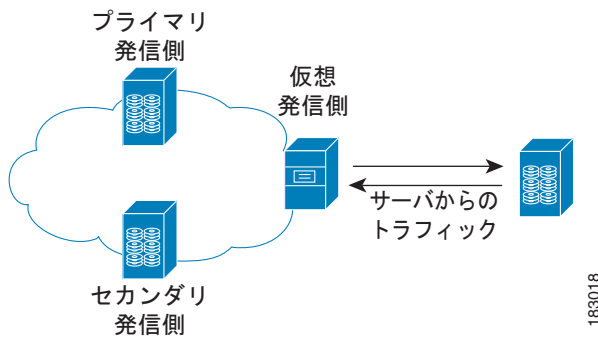 プライマリ
発信側
仮想
発信側
サーバからの
トラフィック
セカンダリ
発信側
183018